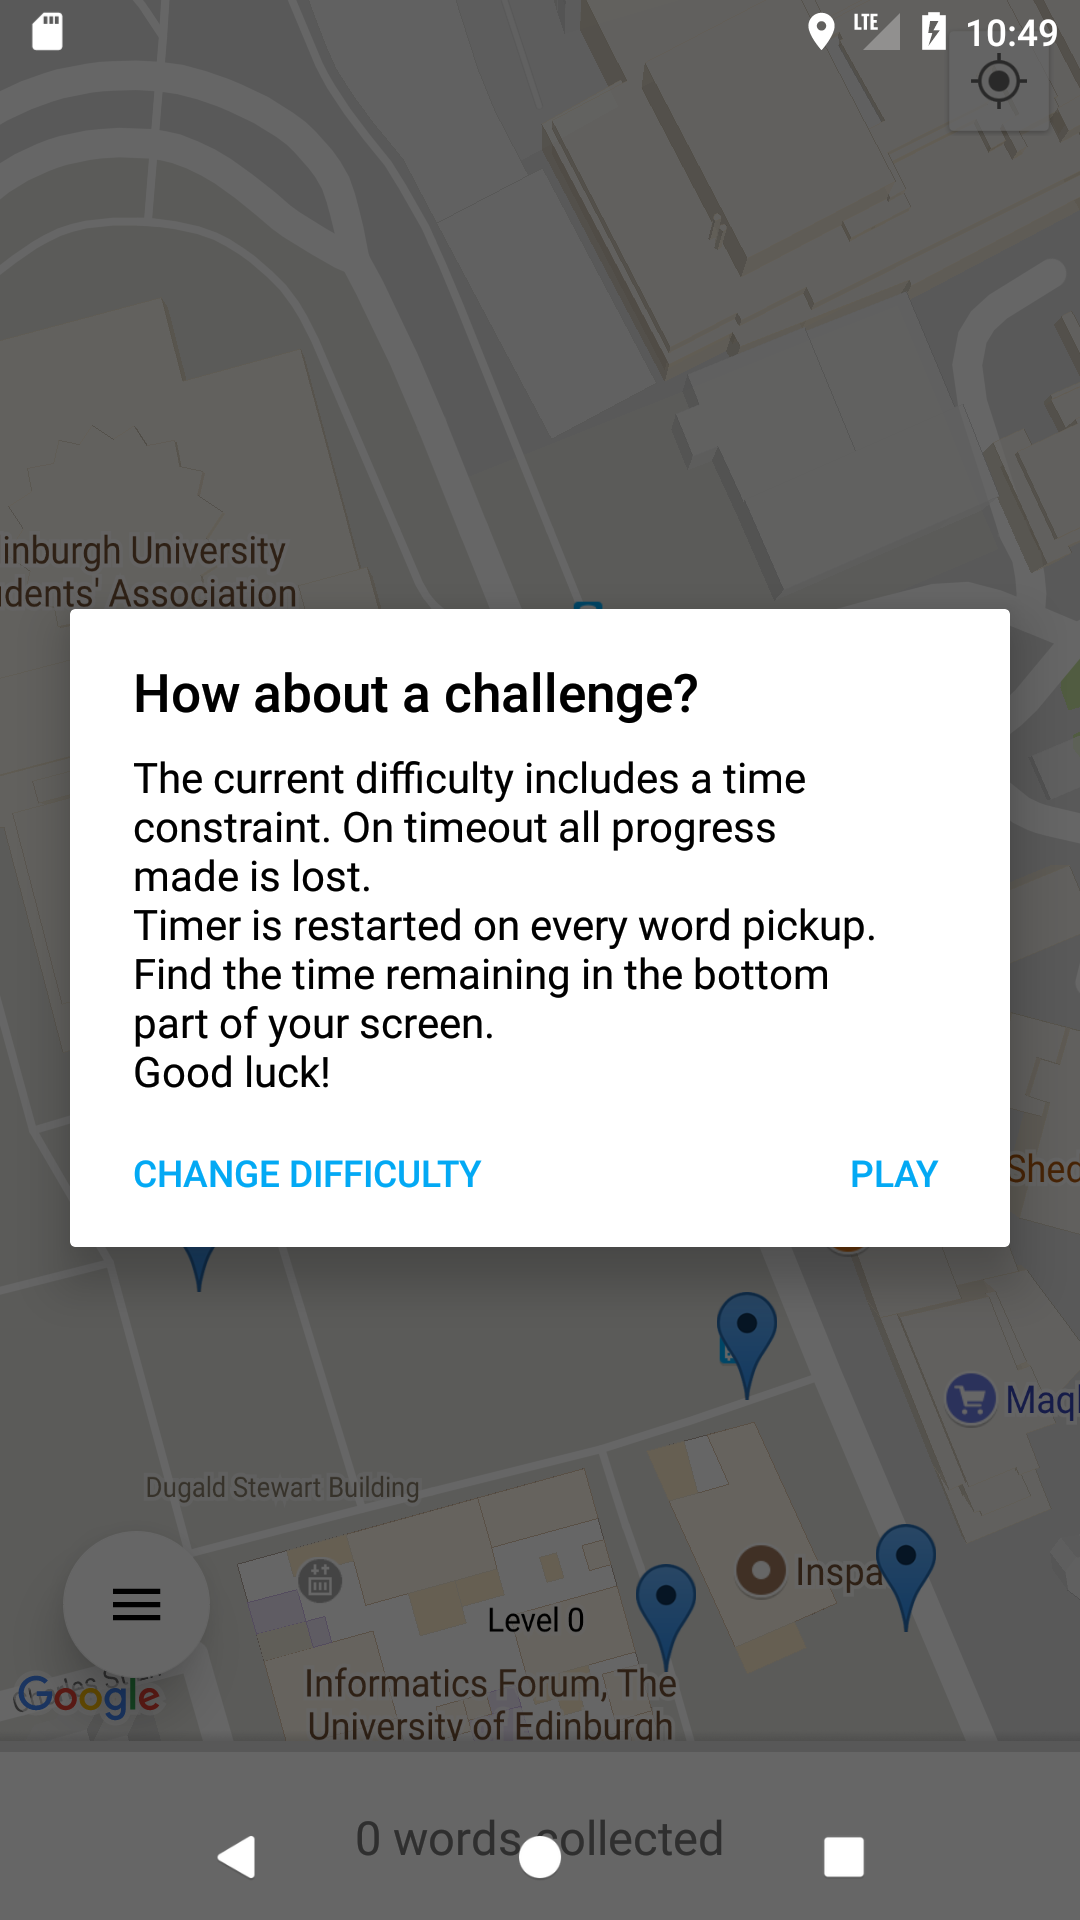 LTE 10:49
inburgh University
dents' Association
How about a challenge?
The current difficulty includes a time
constraint. On timeout all progress
made is lost.
Timer is restarted on every word pickup.
Find the time remaining in the bottom
part of your screen.
Good luck!
CHANGE DIFFICULTY PLAY
Shed
Maql
Dugald Stewart Building
Inspa
Level 0
Informatics Forum, The
University of Edinburgh
Google
0 words collected